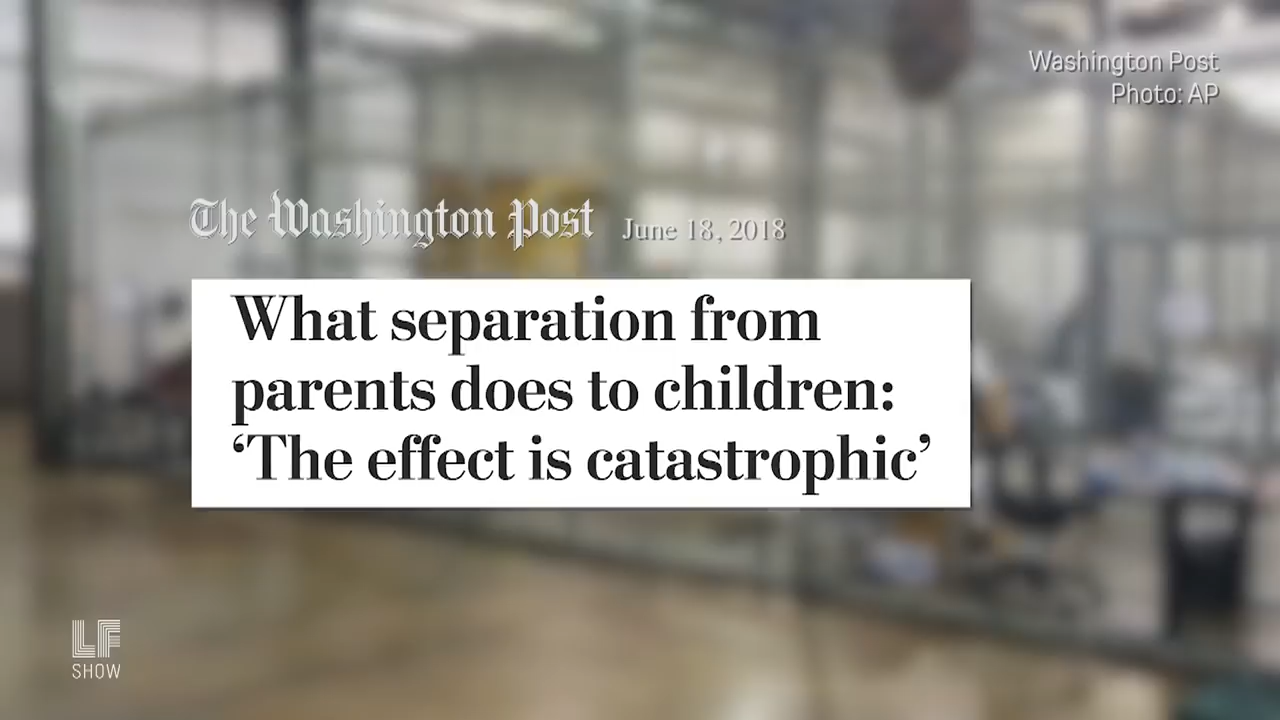 Washington Post
Photo: AP
The Washington Post June 18, 2018
What separation from
parents does to children:
‘The effect is catastrophic’
LF
SHOW